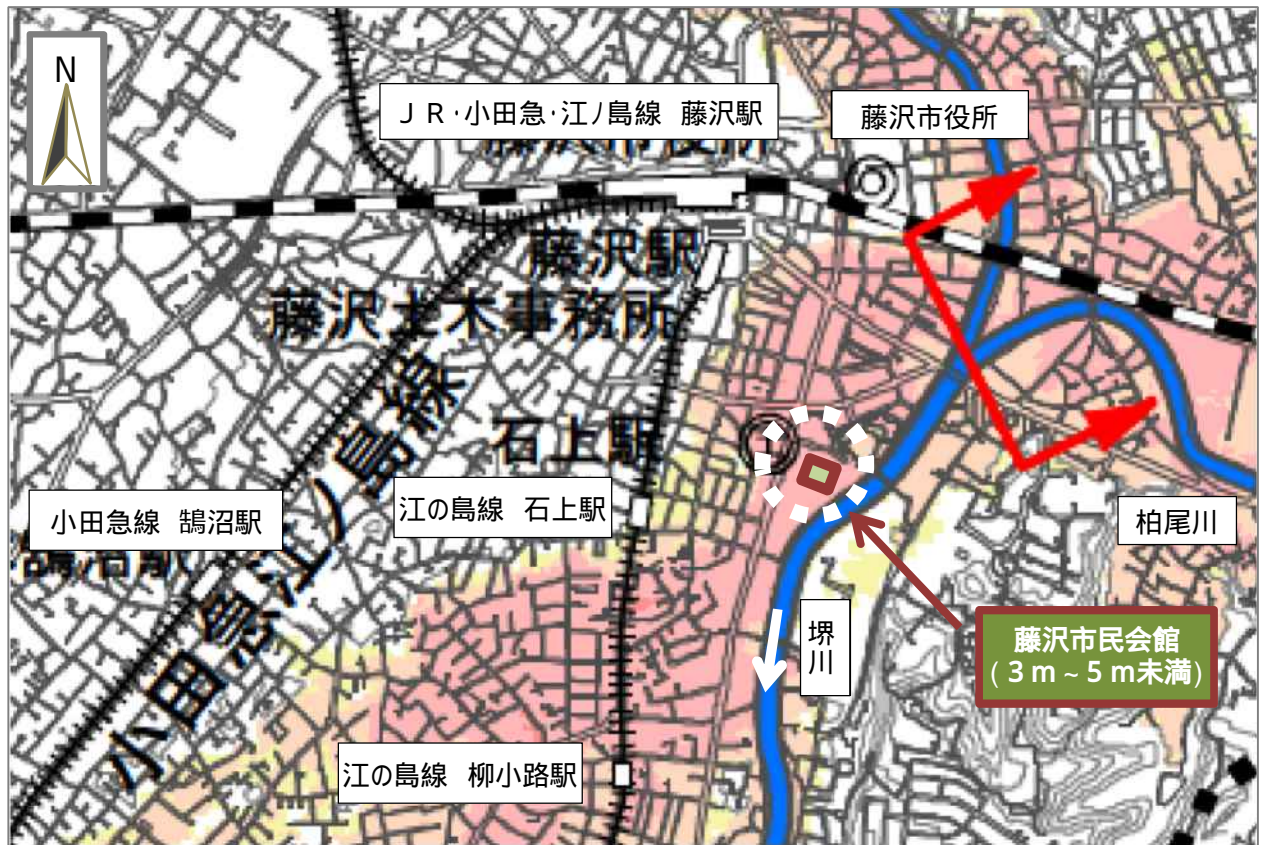 N
ＪＲ・小田急・江ノ島線 藤沢駅
藤沢市役所
藤沢市役所
藤沢駅
藤沢土木事務所
小田急江ノ島線
石上駅
江の島線 石上駅
小田急線 鵠沼駅
柏尾川
堺川
藤沢市民会館
(３ｍ~５ｍ未満)
江の島線 柳小路駅